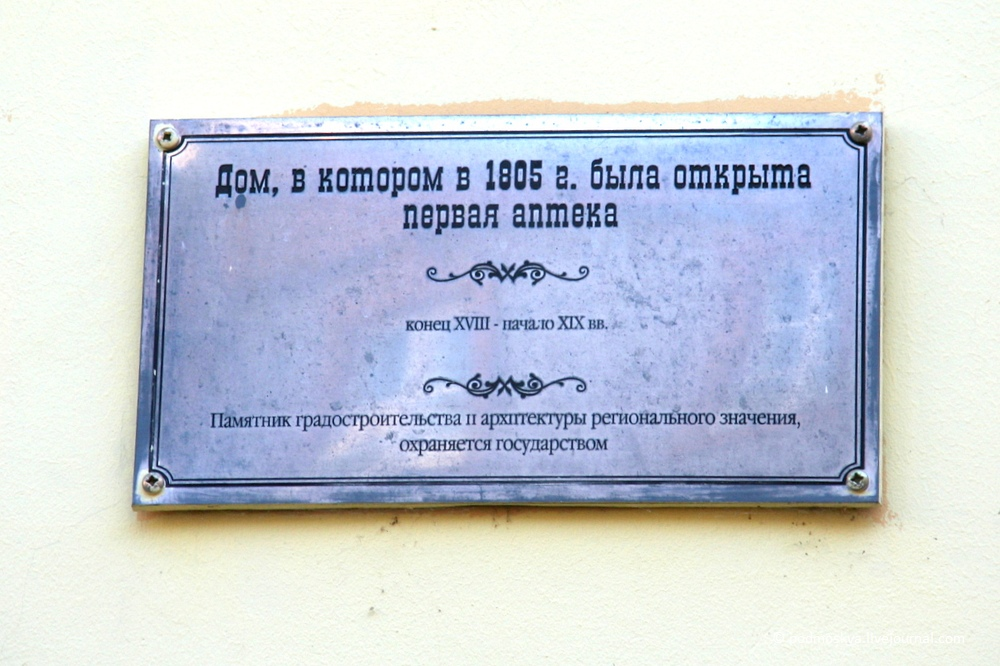 Дом, в котором в 1805 г. была открыта
первая аптека
конец XVIII - начало XIX вв.
Памятник градостроительства и архитектуры регионального значения,
охраняется государством